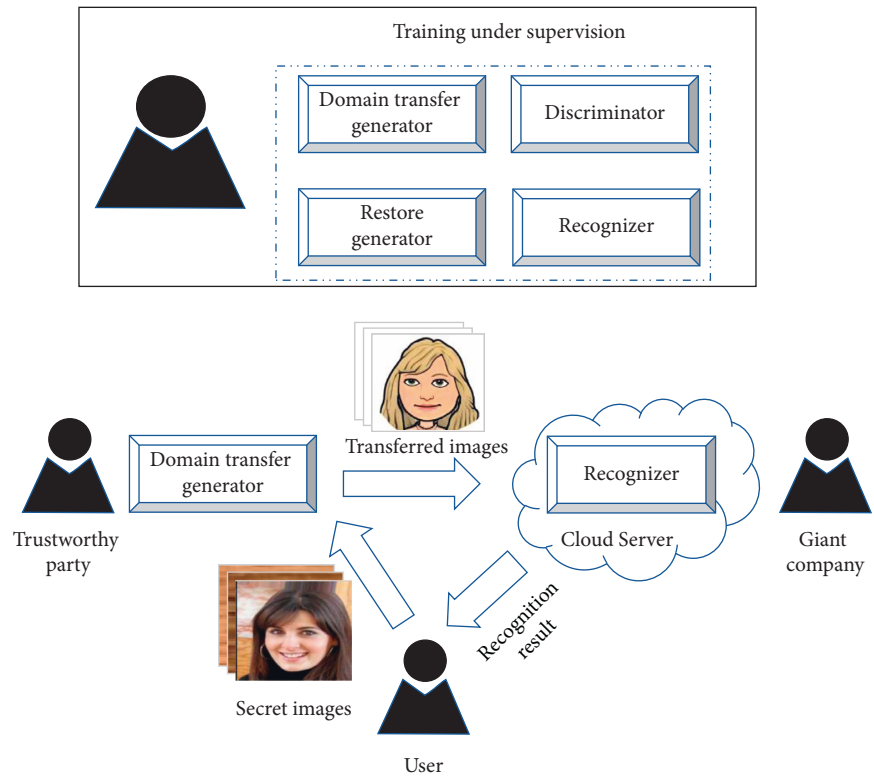 Training under supervision
Domain transfer
generator
Discriminator
Restore
generator
Recognizer
Transferred images
Domain transfer
generator
Recognizer
Cloud Server
Trustworthy
party
Giant
company
Recognition
result
Secret images
User